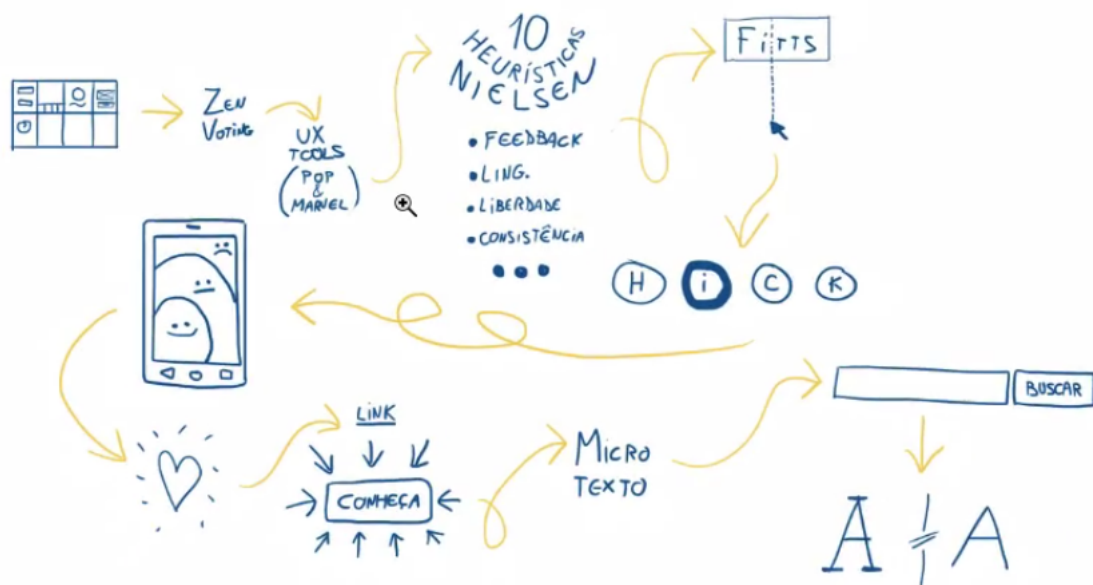 ZEN
VOTING
UX
TOOLS
(POP
&
MARVEL)
10
HEURÍSTICAS
NIELSEN
• FEEDBACK
• LING.
• LIBERDADE
• CONSISTÊNCIA
•••
FITTS
H i C K
LINK
CONHEÇA
MICRO
TEXTO
BUSCAR
A A